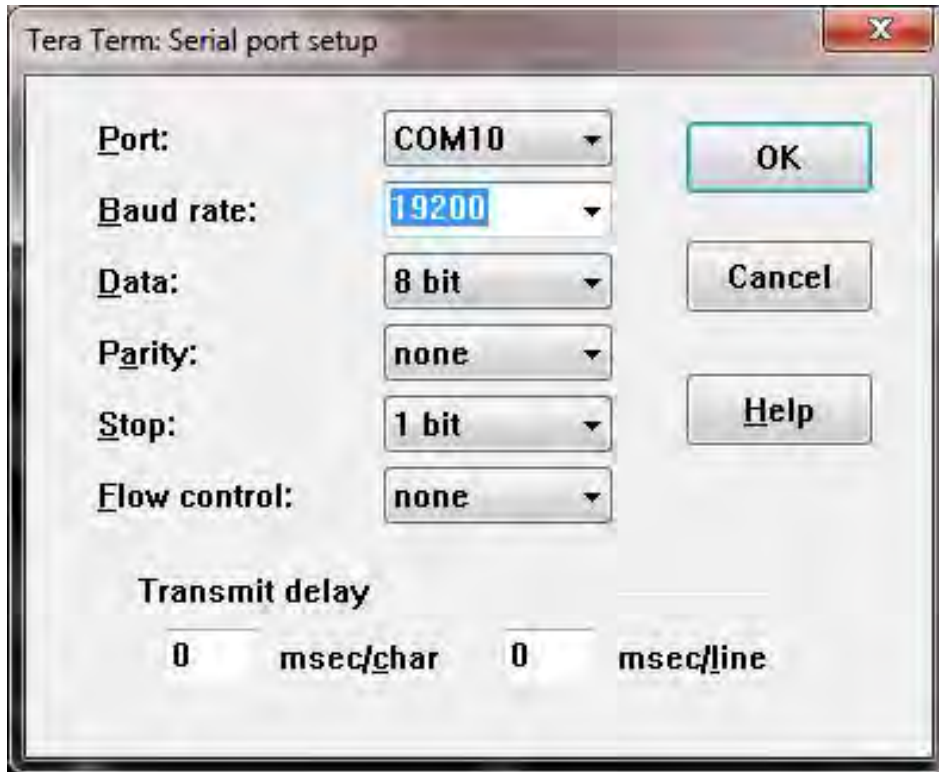 Tera Term: Serial port setup
X
Port: COM10 OK
Baud rate: 19200
Data: 8 bit Cancel
Parity: none
Stop: 1 bit Help
Flow control: none
Transmit delay
0 msec/char 0 msec/line